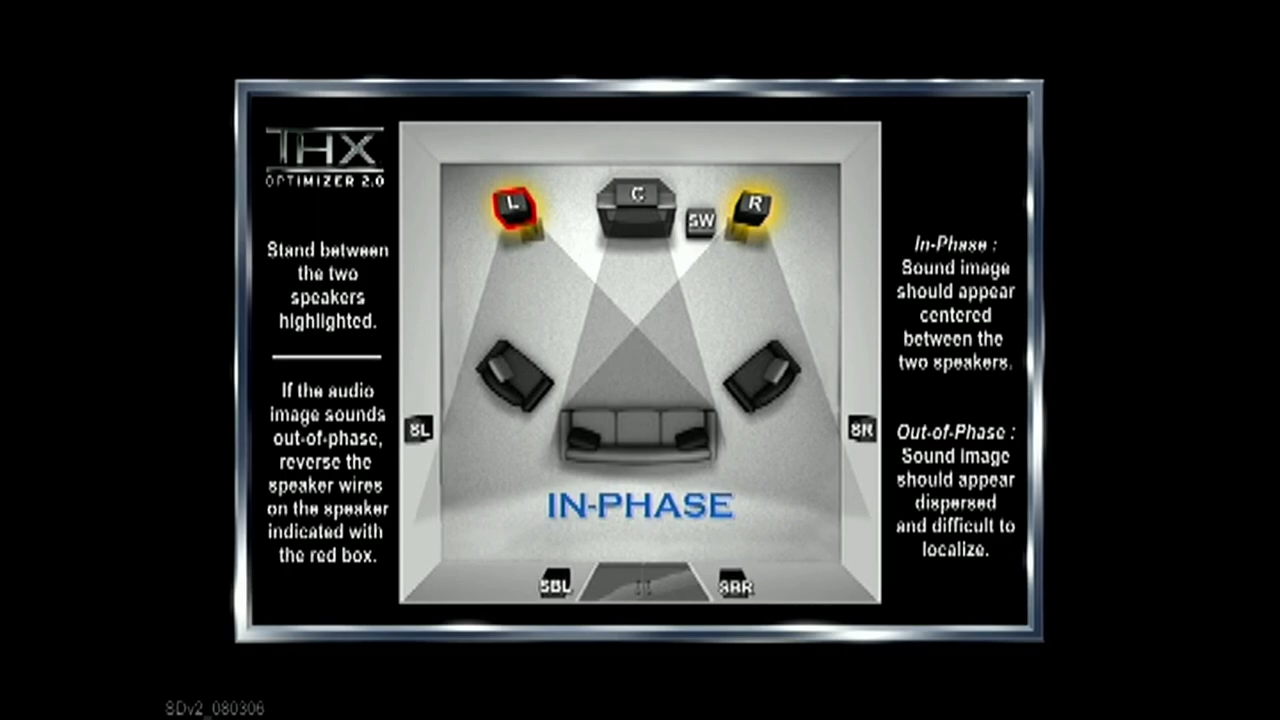 THX
OPTIMIZER 2.0
Stand between
the two
speakers
highlighted.
If the audio
image sounds
out-of-phase,
reverse the
speaker wires
on the speaker
indicated with
the red box.
L
C
R
SW
SL
SR
IN-PHASE
SBL
SBR
In-Phase :
Sound image
should appear
centered
between the
two speakers.
Out-of-Phase :
Sound image
should appear
dispersed
and difficult to
localize.
SDv2_080306